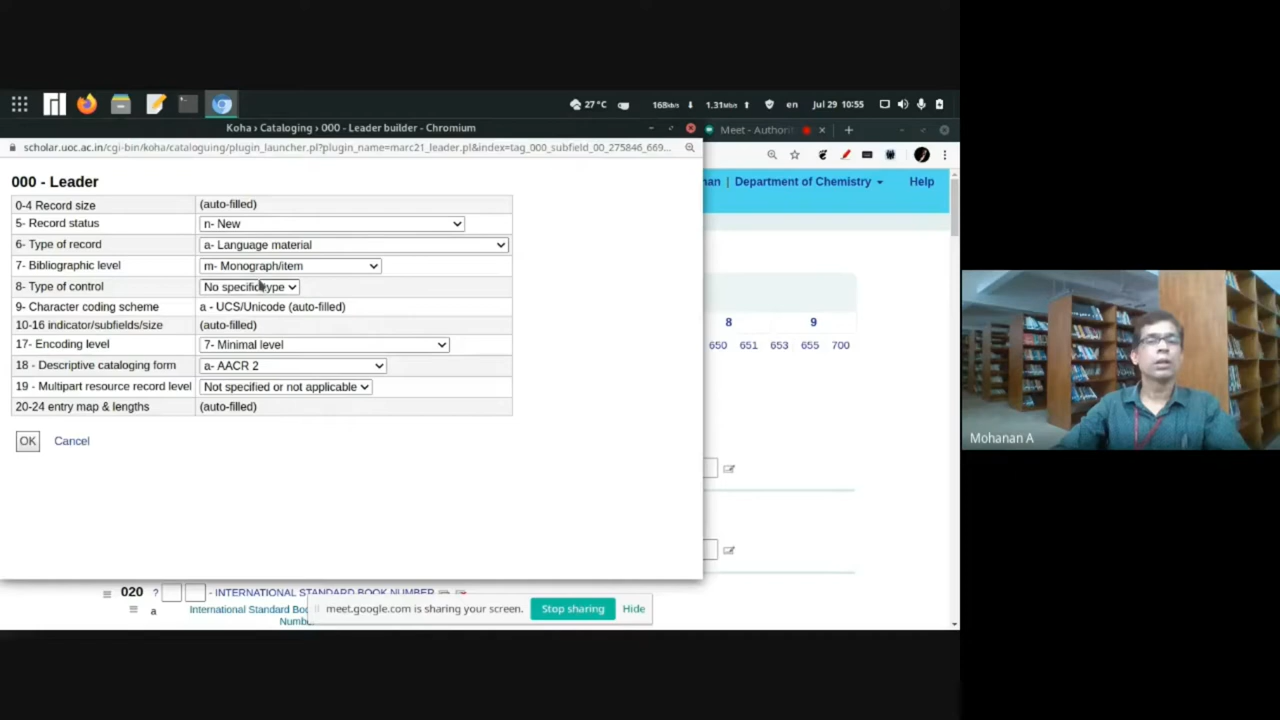 27 °C 168kb↓ 1.31mb↑ en Jul 29 10:55
Koha › Cataloging › 000 - Leader builder - Chromium
Meet - Authori
scholar.uoc.ac.in/cgi-bin/koha/cataloguing/plugin_launcher.pl?plugin_name=marc21_leader.pl&index=tag_000_subfield_00_275846_669...
nan | Department of Chemistry Help
000 - Leader
0-4 Record size (auto-filled)
5- Record status n- New
6- Type of record a- Language material
7- Bibliographic level m- Monograph/item
8- Type of control No specific type
9- Character coding scheme a - UCS/Unicode (auto-filled)
10-16 indicator/subfields/size (auto-filled)
17- Encoding level 7- Minimal level
18 - Descriptive cataloging form a- AACR 2
19 - Multipart resource record level Not specified or not applicable
20-24 entry map & lengths (auto-filled)
OK Cancel
8 9
650 651 653 655 700
Mohanan A
020 ? - INTERNATIONAL STANDARD BOOK NUMBER
a International Standard Boo
Numb
meet.google.com is sharing your screen. Stop sharing Hide